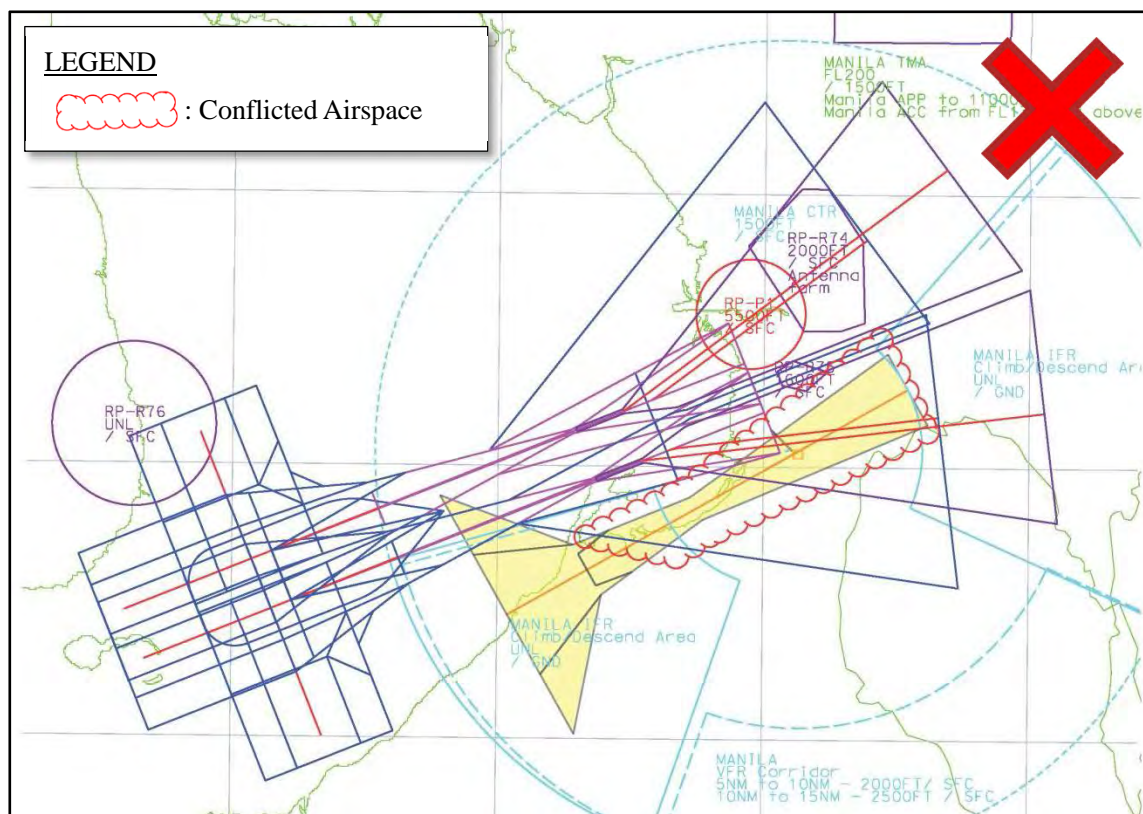 LEGEND
: Conflicted Airspace
MANILA TMA
FL200
/ 1500FT
Manila APP to 11000
Manila ACC from FL1 above
MANILA CTR
1500FT
/ SFC
RP-R74
2000FT
/ SFC
Antenna
farm
RP-P1
5500FT
/ SFC
/ SFC
MANILA IFR
Climb/Descend Area
UNL
/ GND
RP-R76
UNL
/ SFC
MANILA IFR
Climb/Descend Area
UNL
/ GND
MANILA
VFR Corridor
5NM to 10NM - 2000FT/ SFC
10NM to 15NM - 2500FT / SFC